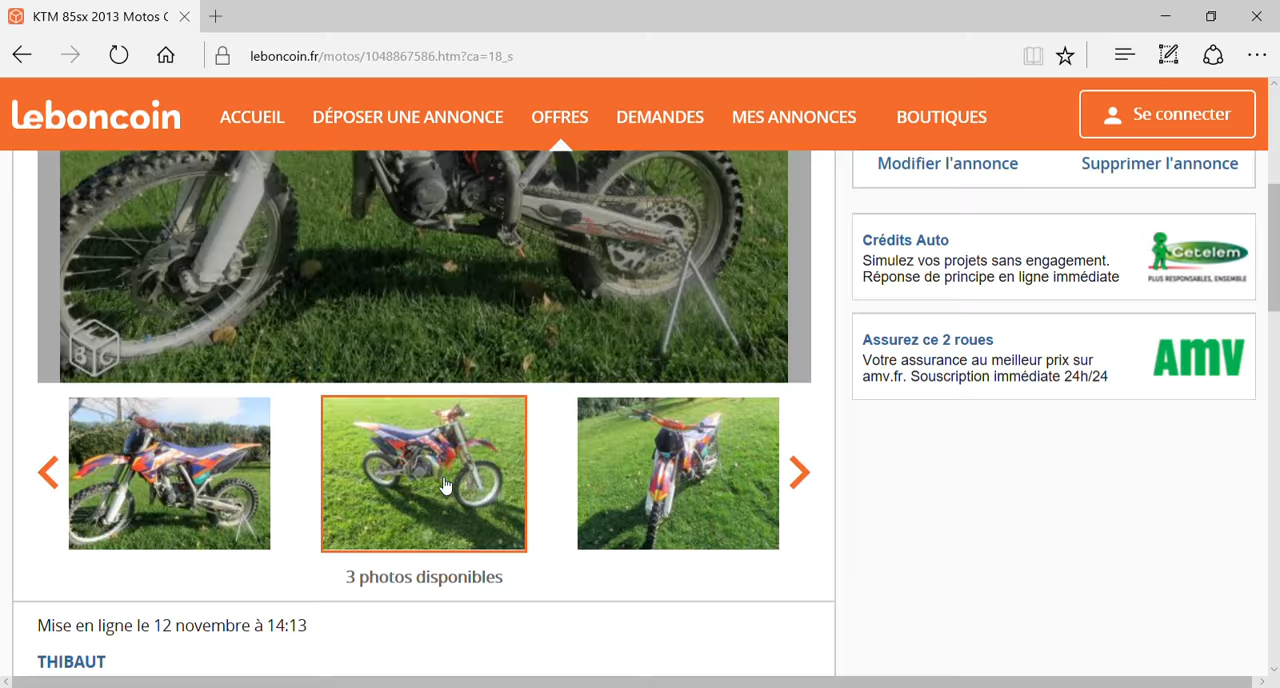 KTM 85sx 2013 Motos
leboncoin.fr/motos/1048867586.htm?ca=18_s
leboncoin
ACCUEIL
DÉPOSER UNE ANNONCE
OFFRES
DEMANDES
MES ANNONCES
BOUTIQUES
Se connecter
Modifier l'annonce
Supprimer l'annonce
Crédits Auto
Simulez vos projets sans engagement.
Réponse de principe en ligne immédiate
Cetelem
PLUS RESPONSABLES, ENSEMBLE
Assurez ce 2 roues
Votre assurance au meilleur prix sur
amv.fr. Souscription immédiate 24h/24
AMV
3 photos disponibles
Mise en ligne le 12 novembre à 14:13
THIBAUT